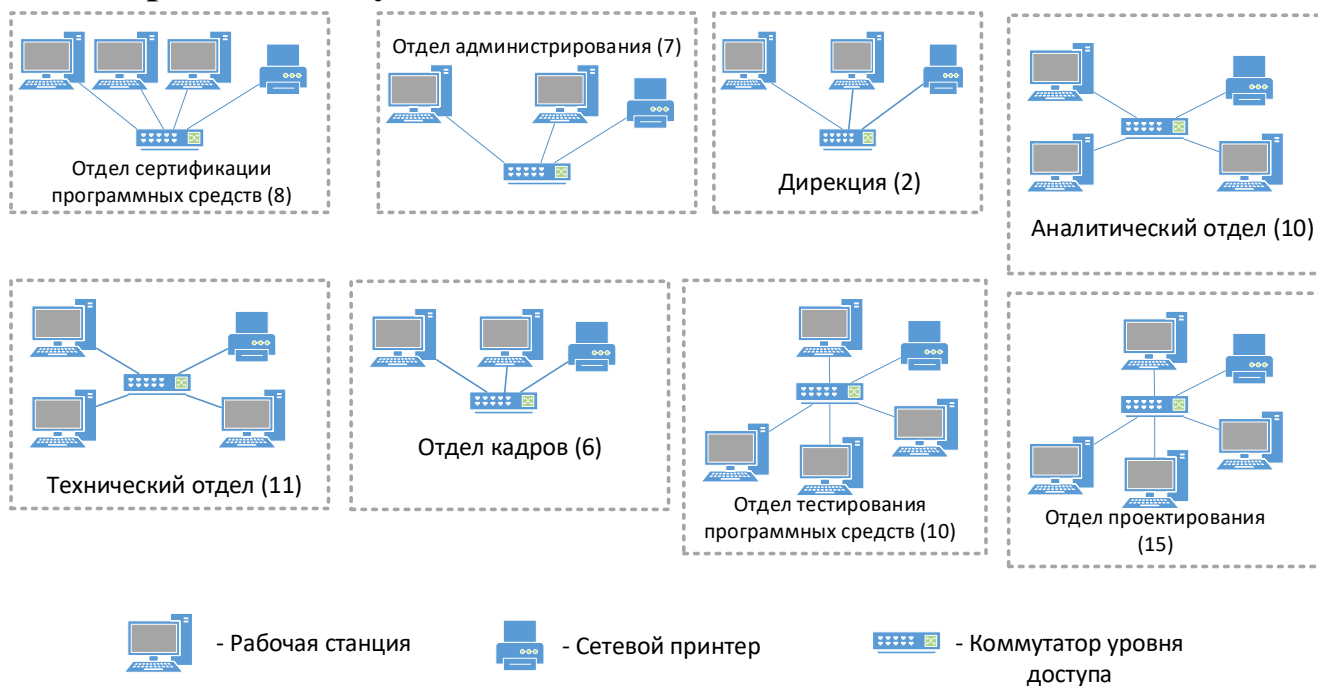 Отдел сертификации
программных средств (8)
Отдел администрирования (7)
Дирекция (2)
Аналитический отдел (10)
Технический отдел (11)
Отдел кадров (6)
Отдел тестирования
программных средств (10)
Отдел проектирования
(15)
- Рабочая станция
- Сетевой принтер
- Коммутатор уровня
доступа